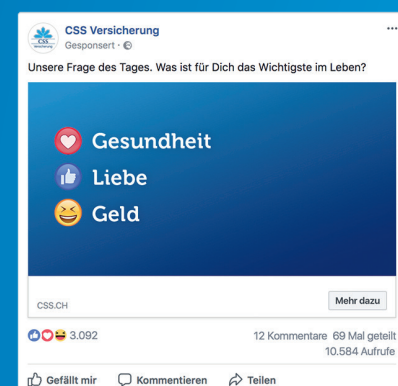 CSS Versicherung
Gesponsert ·
Unsere Frage des Tages. Was ist für Dich das Wichtigste im Leben?
Gesundheit
Liebe
Geld
CSS.CH
Mehr dazu
3.092
12 Kommentare 69 Mal geteilt
10.584 Aufrufe
Gefällt mir
Kommentieren
Teilen